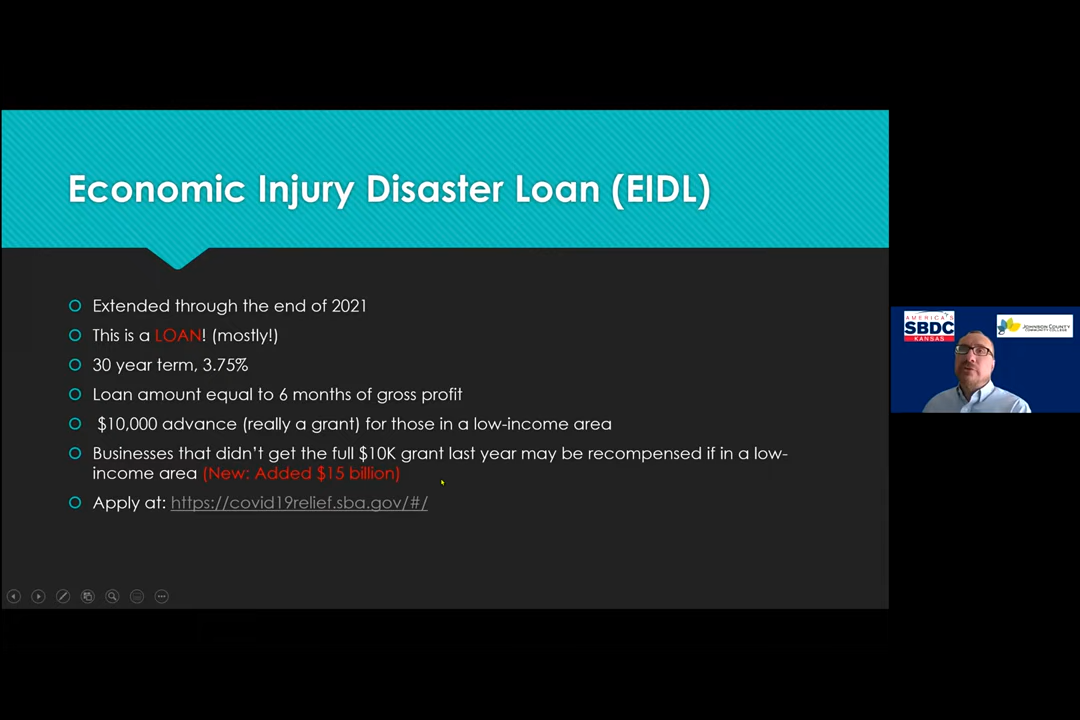 Economic Injury Disaster Loan (EIDL)
Extended through the end of 2021
This is a LOAN! (mostly!)
30 year term, 3.75%
Loan amount equal to 6 months of gross profit
$10,000 advance (really a grant) for those in a low-income area
Businesses that didn't get the full $10K grant last year may be recompensed if in a low-
income area (New: Added $15 billion)
Apply at: https://covid19relief.sba.gov/#/
AMERICA'S
SBDC
KANSAS
JOHNSON COUNTY
COMMUNITY COLLEGE